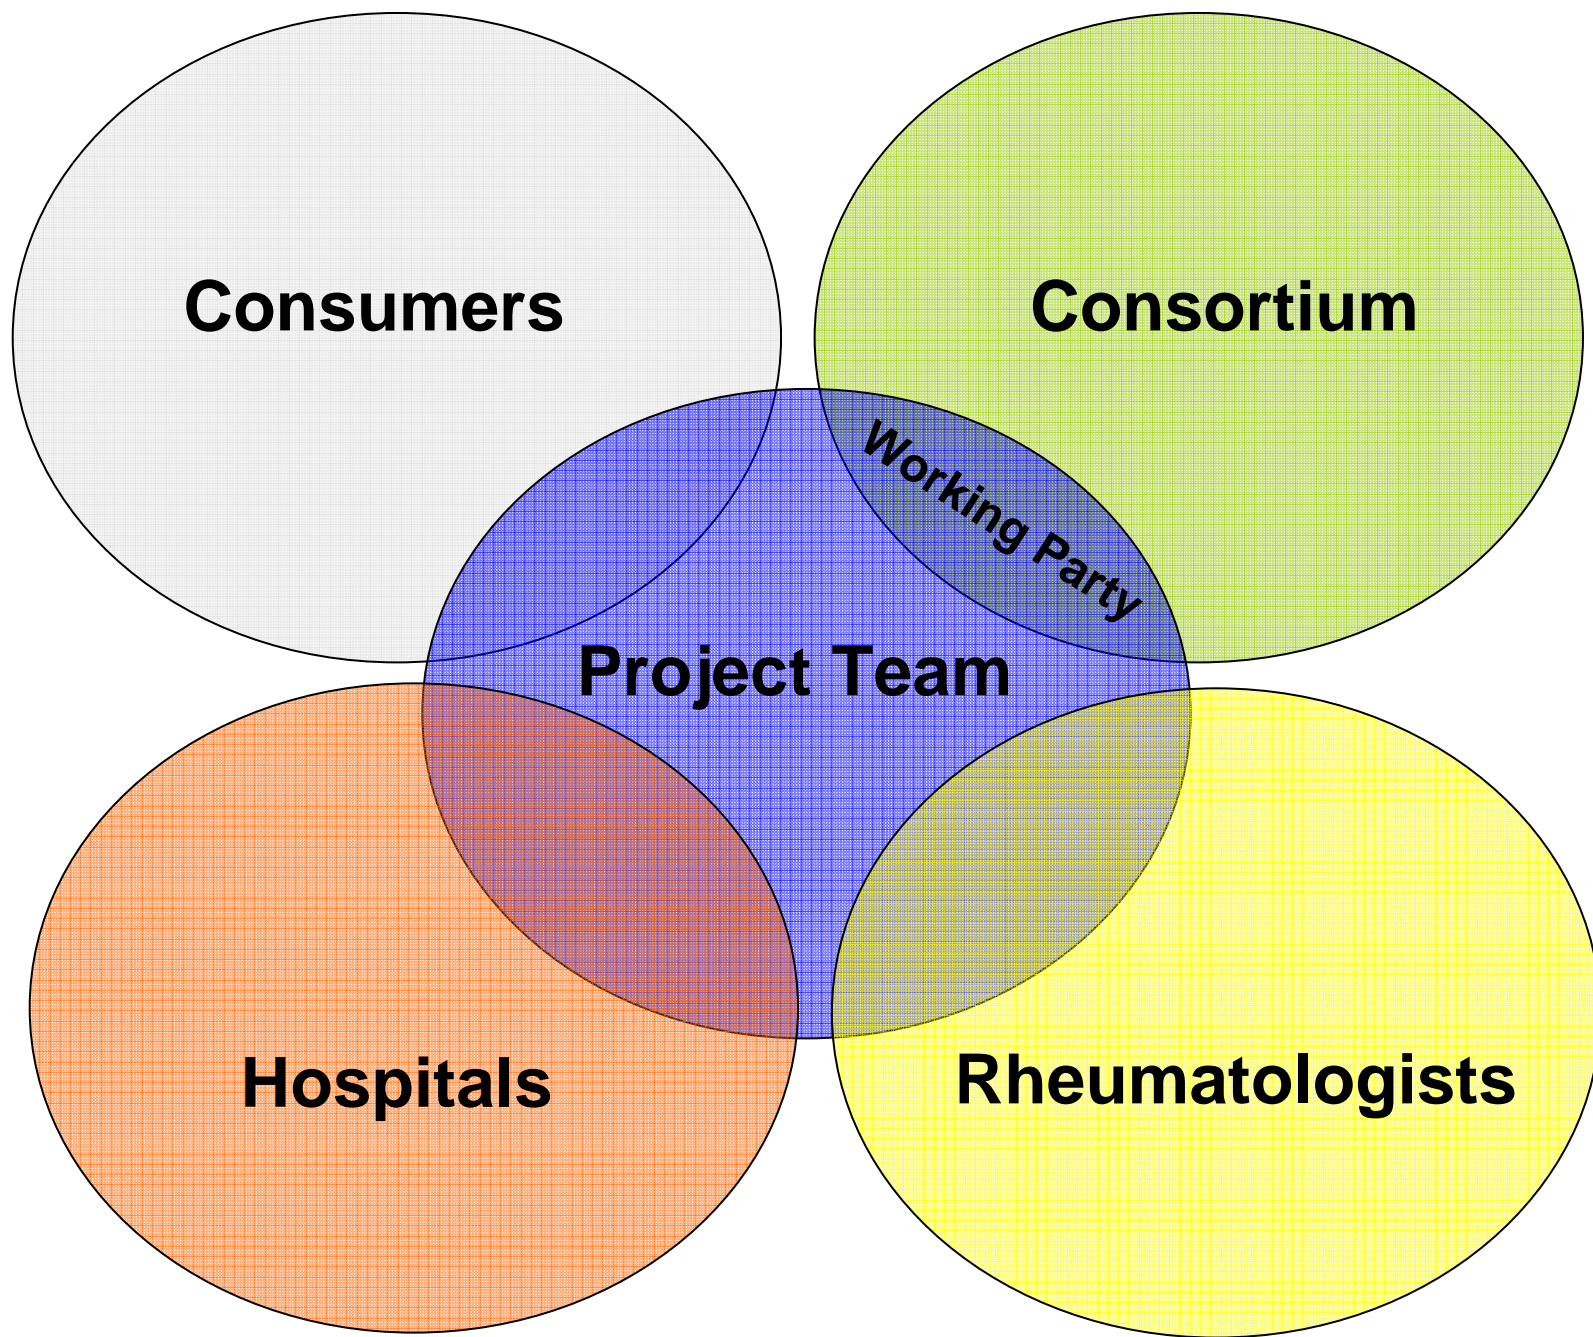 Consumers
Consortium
Working Party
Project Team
Hospitals
Rheumatologists